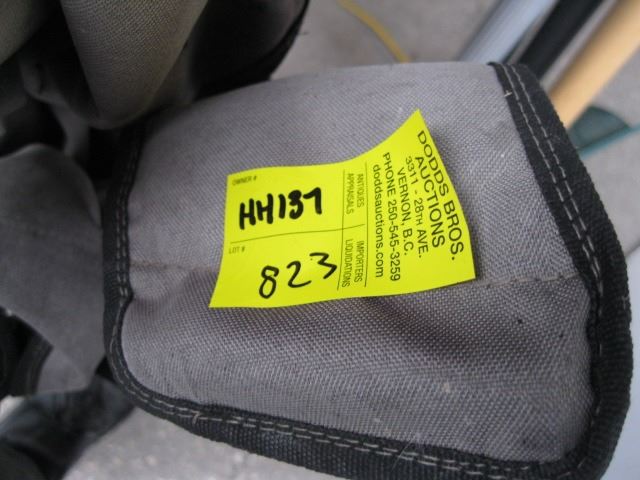 DODDS BROS.
AUCTIONS
3311 - 28TH AVE.
VERNON, B.C.
PHONE 250-545-3259
doddsauctions.com
ANTIQUES
APPRAISALS
IMPORTERS
LIQUIDATIONS
OWNER #
HH137
LOT #
823